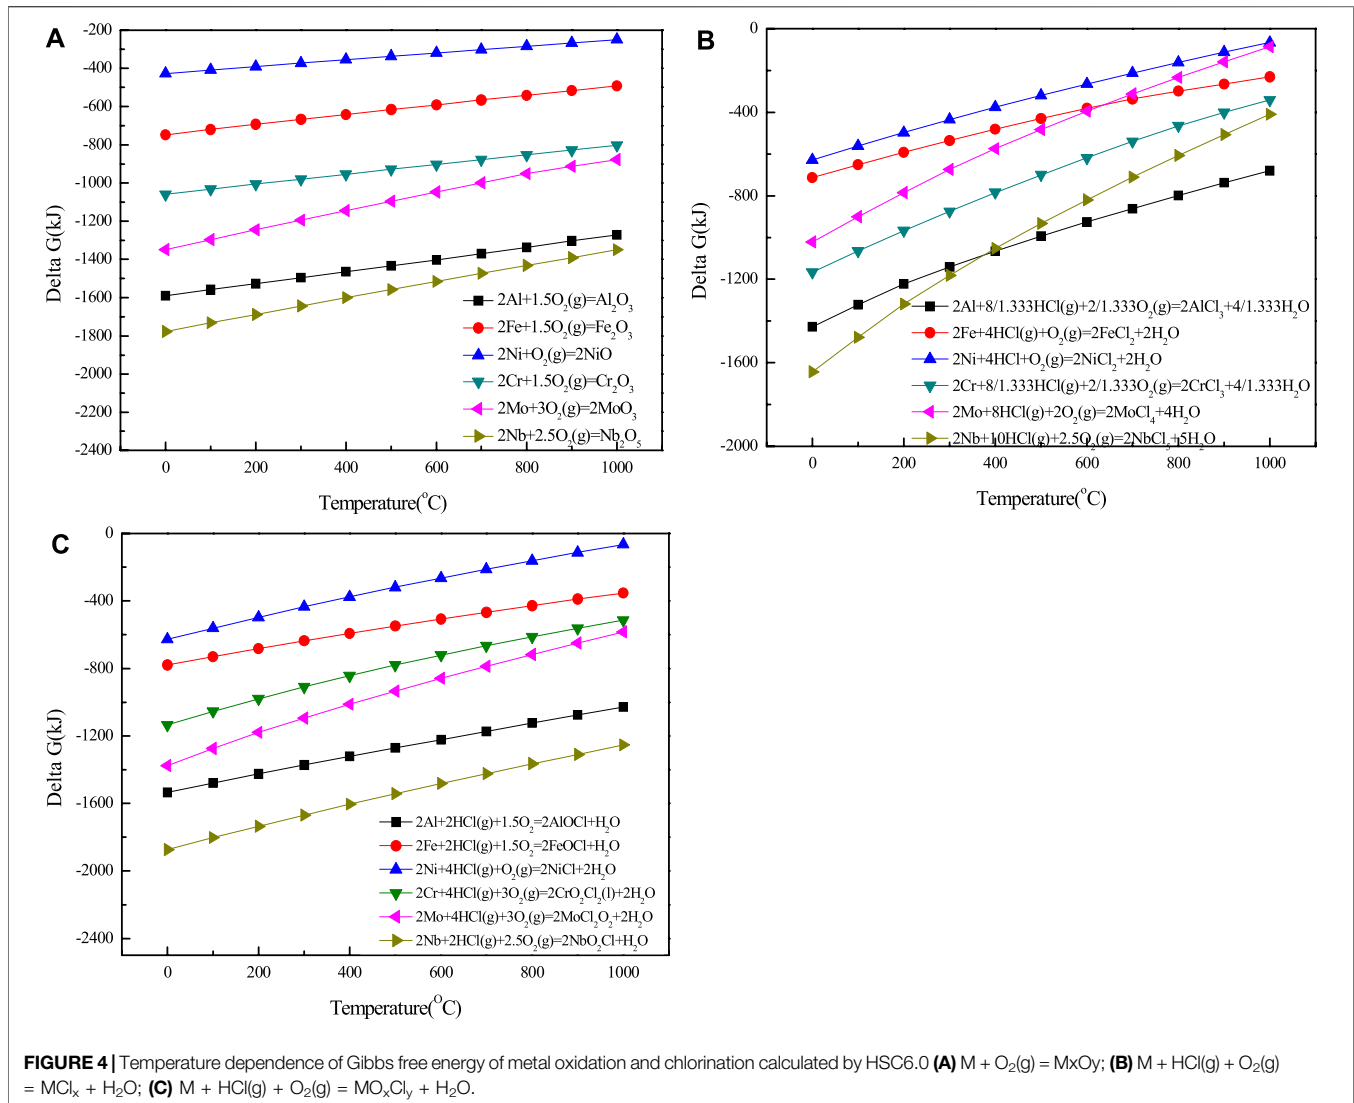 A
-200
-400
-600
-800
-1000
-1200
-1400
-1600
-1800
-2000
-2200
-2400
Delta G(kJ)
2Al+1.5O₂(g)=Al₂O₃
2Fe+1.5O₂(g)=Fe₂O₃
2Ni+O₂(g)=2NiO
2Cr+1.5O₂(g)=Cr₂O₃
2Mo+3O₂(g)=2MoO₃
2Nb+2.5O₂(g)=Nb₂O₅
0 200 400 600 800 1000
Temperature(°C)
B
0
-400
-800
-1200
-1600
-2000
Delta G(kJ)
2Al+8/1.333HCl(g)+2/1.333O₂(g)=2AlCl₃+4/1.333H₂O
2Fe+4HCl(g)+O₂(g)=2FeCl₂+2H₂O
2Ni+4HCl+O₂(g)=2NiCl₂+2H₂O
2Cr+8/1.333HCl(g)+2/1.333O₂(g)=2CrCl₃+4/1.333H₂O
2Mo+8HCl(g)+2O₂(g)=2MoCl₄+4H₂O
2Nb+10HCl(g)+2.5O₂(g)=2NbCl₅+5H₂O
0 200 400 600 800 1000
Temperature(°C)
C
0
-400
-800
-1200
-1600
-2000
-2400
Delta G(kJ)
2Al+2HCl(g)+1.5O₂=2AlOCl+H₂O
2Fe+2HCl(g)+1.5O₂=2FeOCl+H₂O
2Ni+4HCl(g)+O₂(g)=2NiCl+2H₂O
2Cr+4HCl(g)+3O₂(g)=2CrO₂Cl₂(l)+2H₂O
2Mo+4HCl(g)+3O₂(g)=2MoCl₂O₂+2H₂O
2Nb+2HCl(g)+2.5O₂(g)=2NbO₂Cl+H₂O
0 200 400 600 800 1000
Temperature(°C)
FIGURE 4 | Temperature dependence of Gibbs free energy of metal oxidation and chlorination calculated by HSC6.0 (A) M + O₂(g) = MxOy; (B) M + HCl(g) + O₂(g)
= MClₓ + H₂O; (C) M + HCl(g) + O₂(g) = MOₓClᵧ + H₂O.